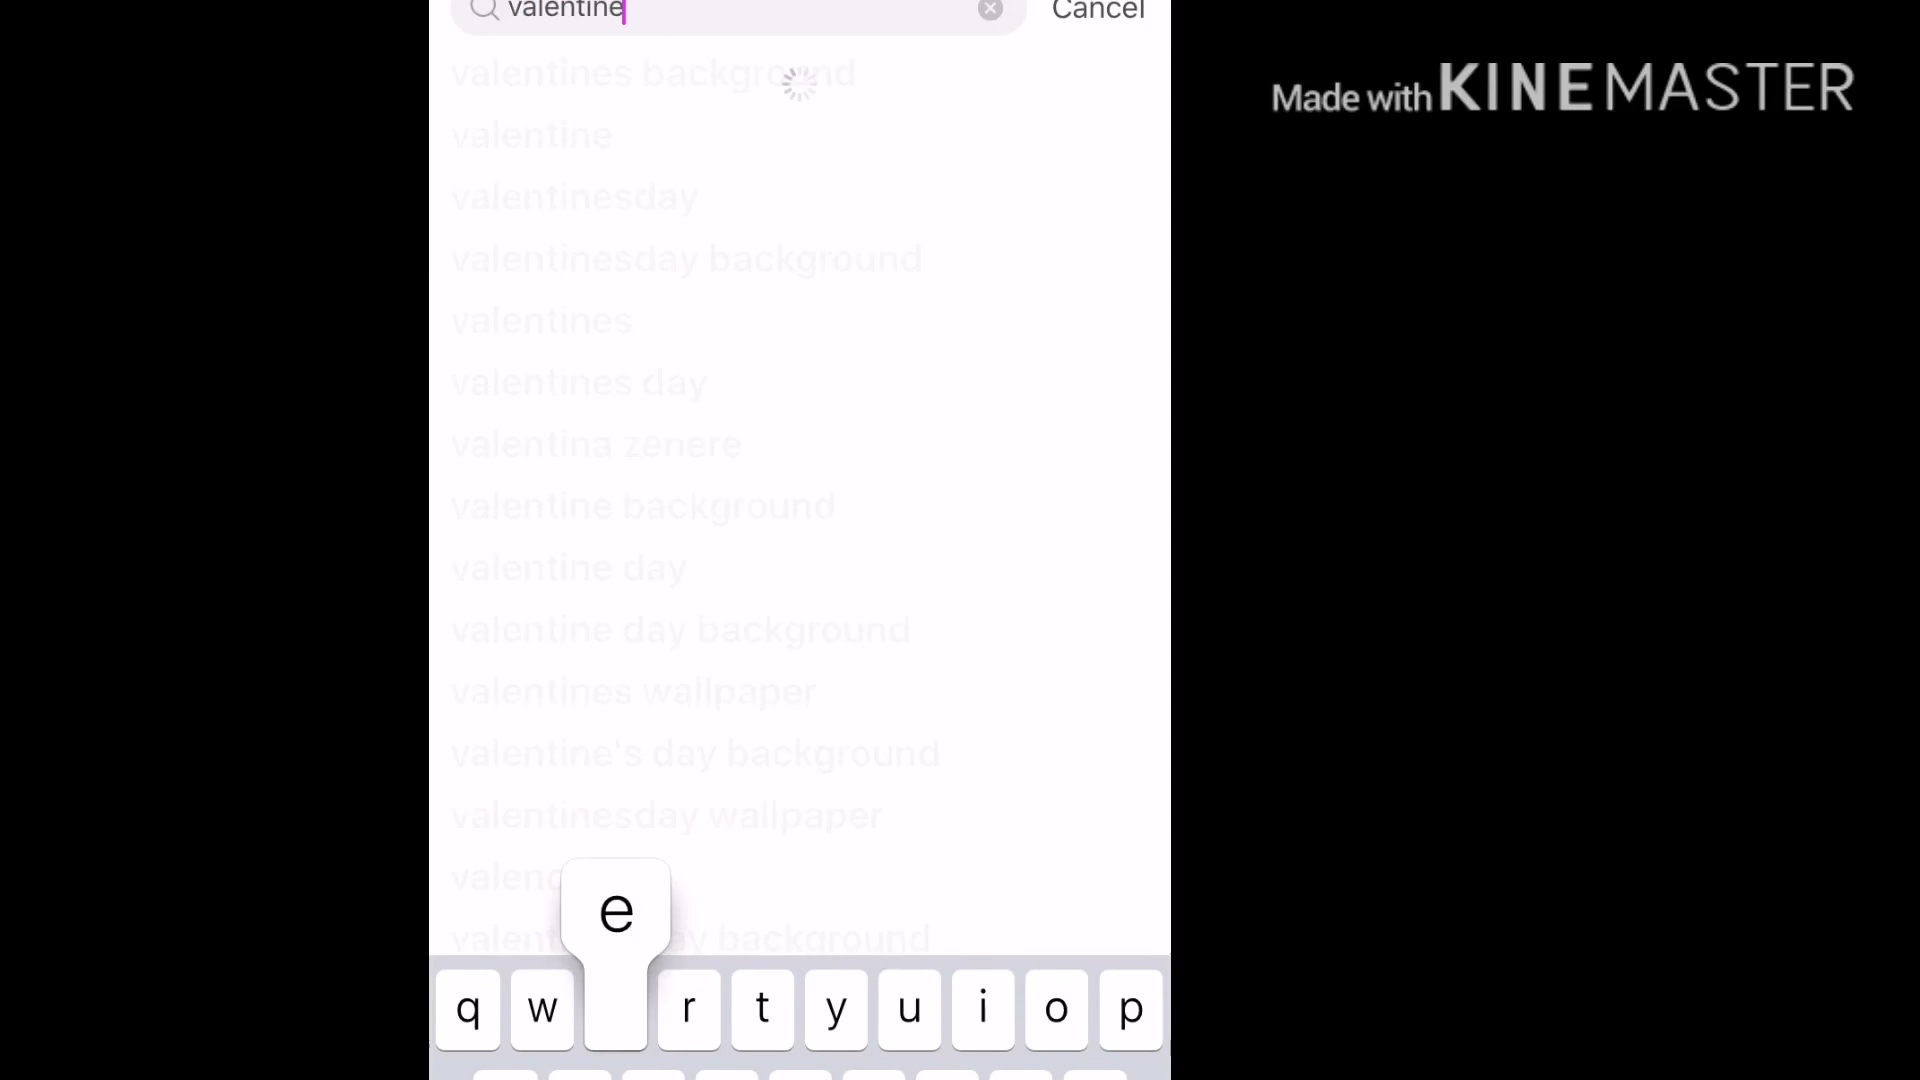 valentine
Cancel
Made with KINEMASTER
valentines background
valentine
valentinesday
valentinesday background
valentines
valentines day
valentina zenere
valentine background
valentine day
valentine day background
valentines wallpaper
valentine's day background
valentinesday wallpaper
e
background
q w r t y u i o p